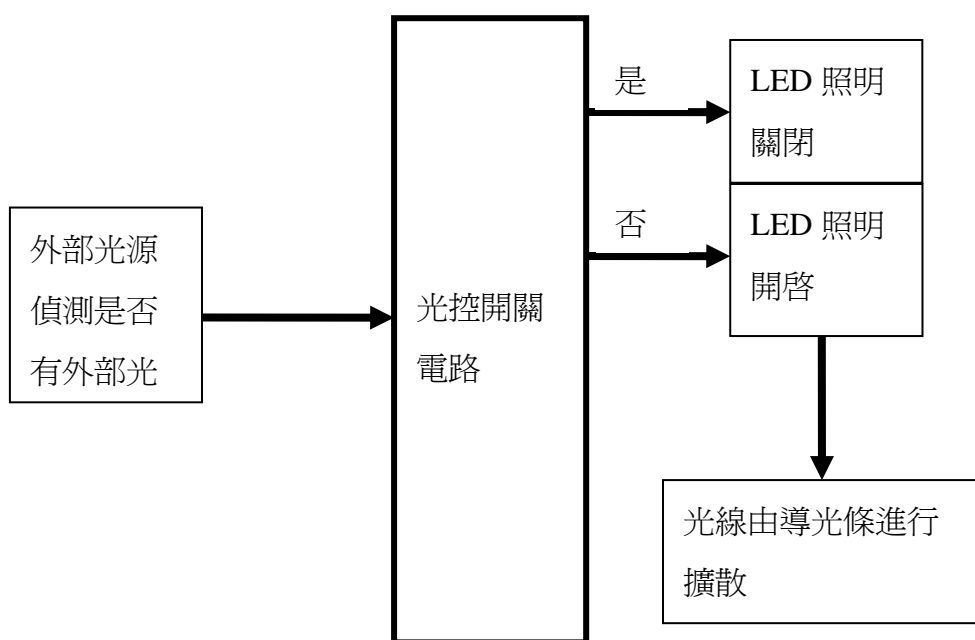 外部光源
偵測是否
有外部光
光控開關
電路
是
LED 照明
關閉
否
LED 照明
開啓
光線由導光條進行
擴散